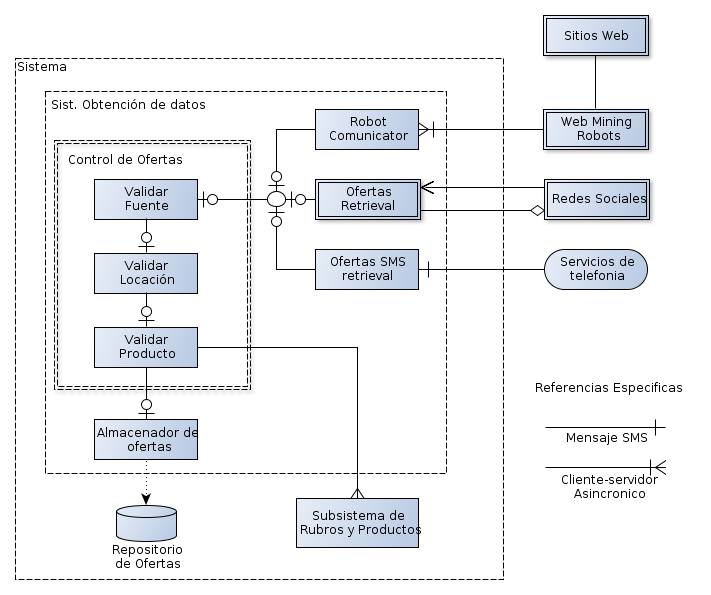 Sitios Web
Sistema
Sist. Obtención de datos
Robot
Comunicator
Web Mining
Robots
Control de Ofertas
Validar
Fuente
Ofertas
Retrieval
Redes Sociales
Validar
Locación
Ofertas SMS
retrieval
Servicios de
telefonia
Validar
Producto
Referencias Especificas
Mensaje SMS
Almacenador de
ofertas
Cliente-servidor
Asincronico
Subsistema de
Rubros y Productos
Repositorio
de Ofertas